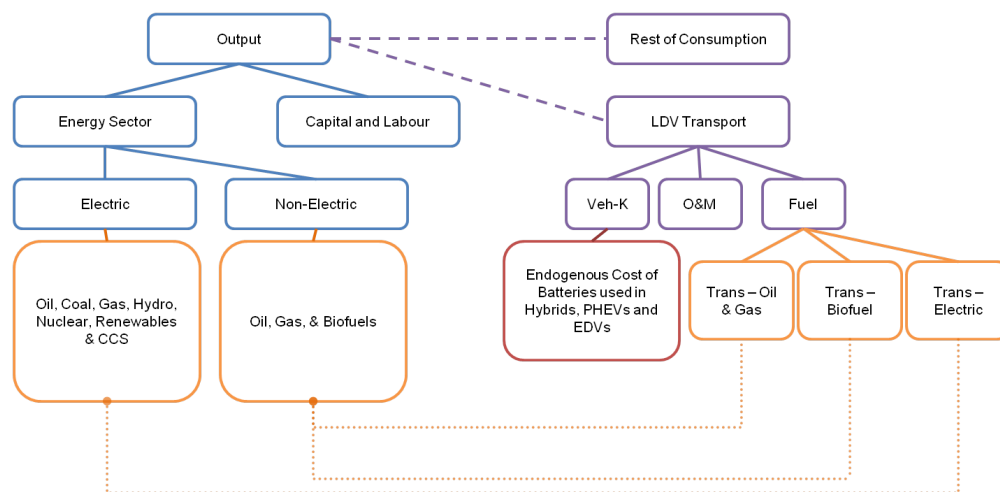 Output
Rest of Consumption
Energy Sector
Capital and Labour
LDV Transport
Electric
Non-Electric
Veh-K
O&M
Fuel
Oil, Coal, Gas, Hydro,
Nuclear, Renewables
& CCS
Oil, Gas, & Biofuels
Endogenous Cost of
Batteries used in
Hybrids, PHEVs and
EDVs
Trans – Oil
& Gas
Trans –
Biofuel
Trans –
Electric